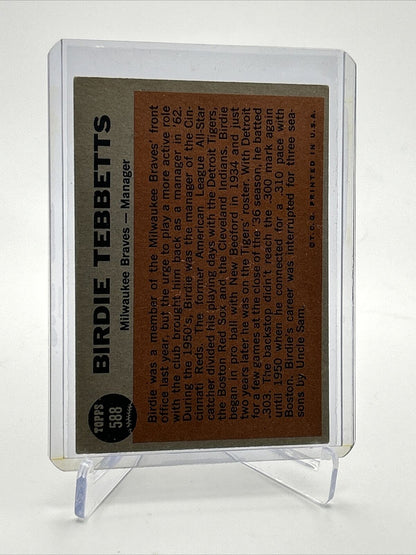 TOPPS
588
BIRDIE TEBBETTS
Milwaukee Braves — Manager
Birdie was a member of the Milwaukee Braves' front
office last year, but the urge to play a more active role
with the club brought him back as a manager in '62.
During the 1950's, Birdie was the manager of the Cin-
cinnati Reds. The former American League All-Star
catcher divided his playing days with the Detroit Tigers,
the Boston Red Sox and the Cleveland Indians. Birdie
began in pro ball with New Bedford in 1934 and just
two years later he was on the Tigers' roster. With Detroit
for a few games at the close of the '36 season, he batted
.303. The backstop didn't reach the .300 mark again
until 1950 when he connected for a .310 pace with
Boston. Birdie's career was interrupted for three sea-
sons by Uncle Sam.
©T.C.G. PRINTED IN U.S.A.